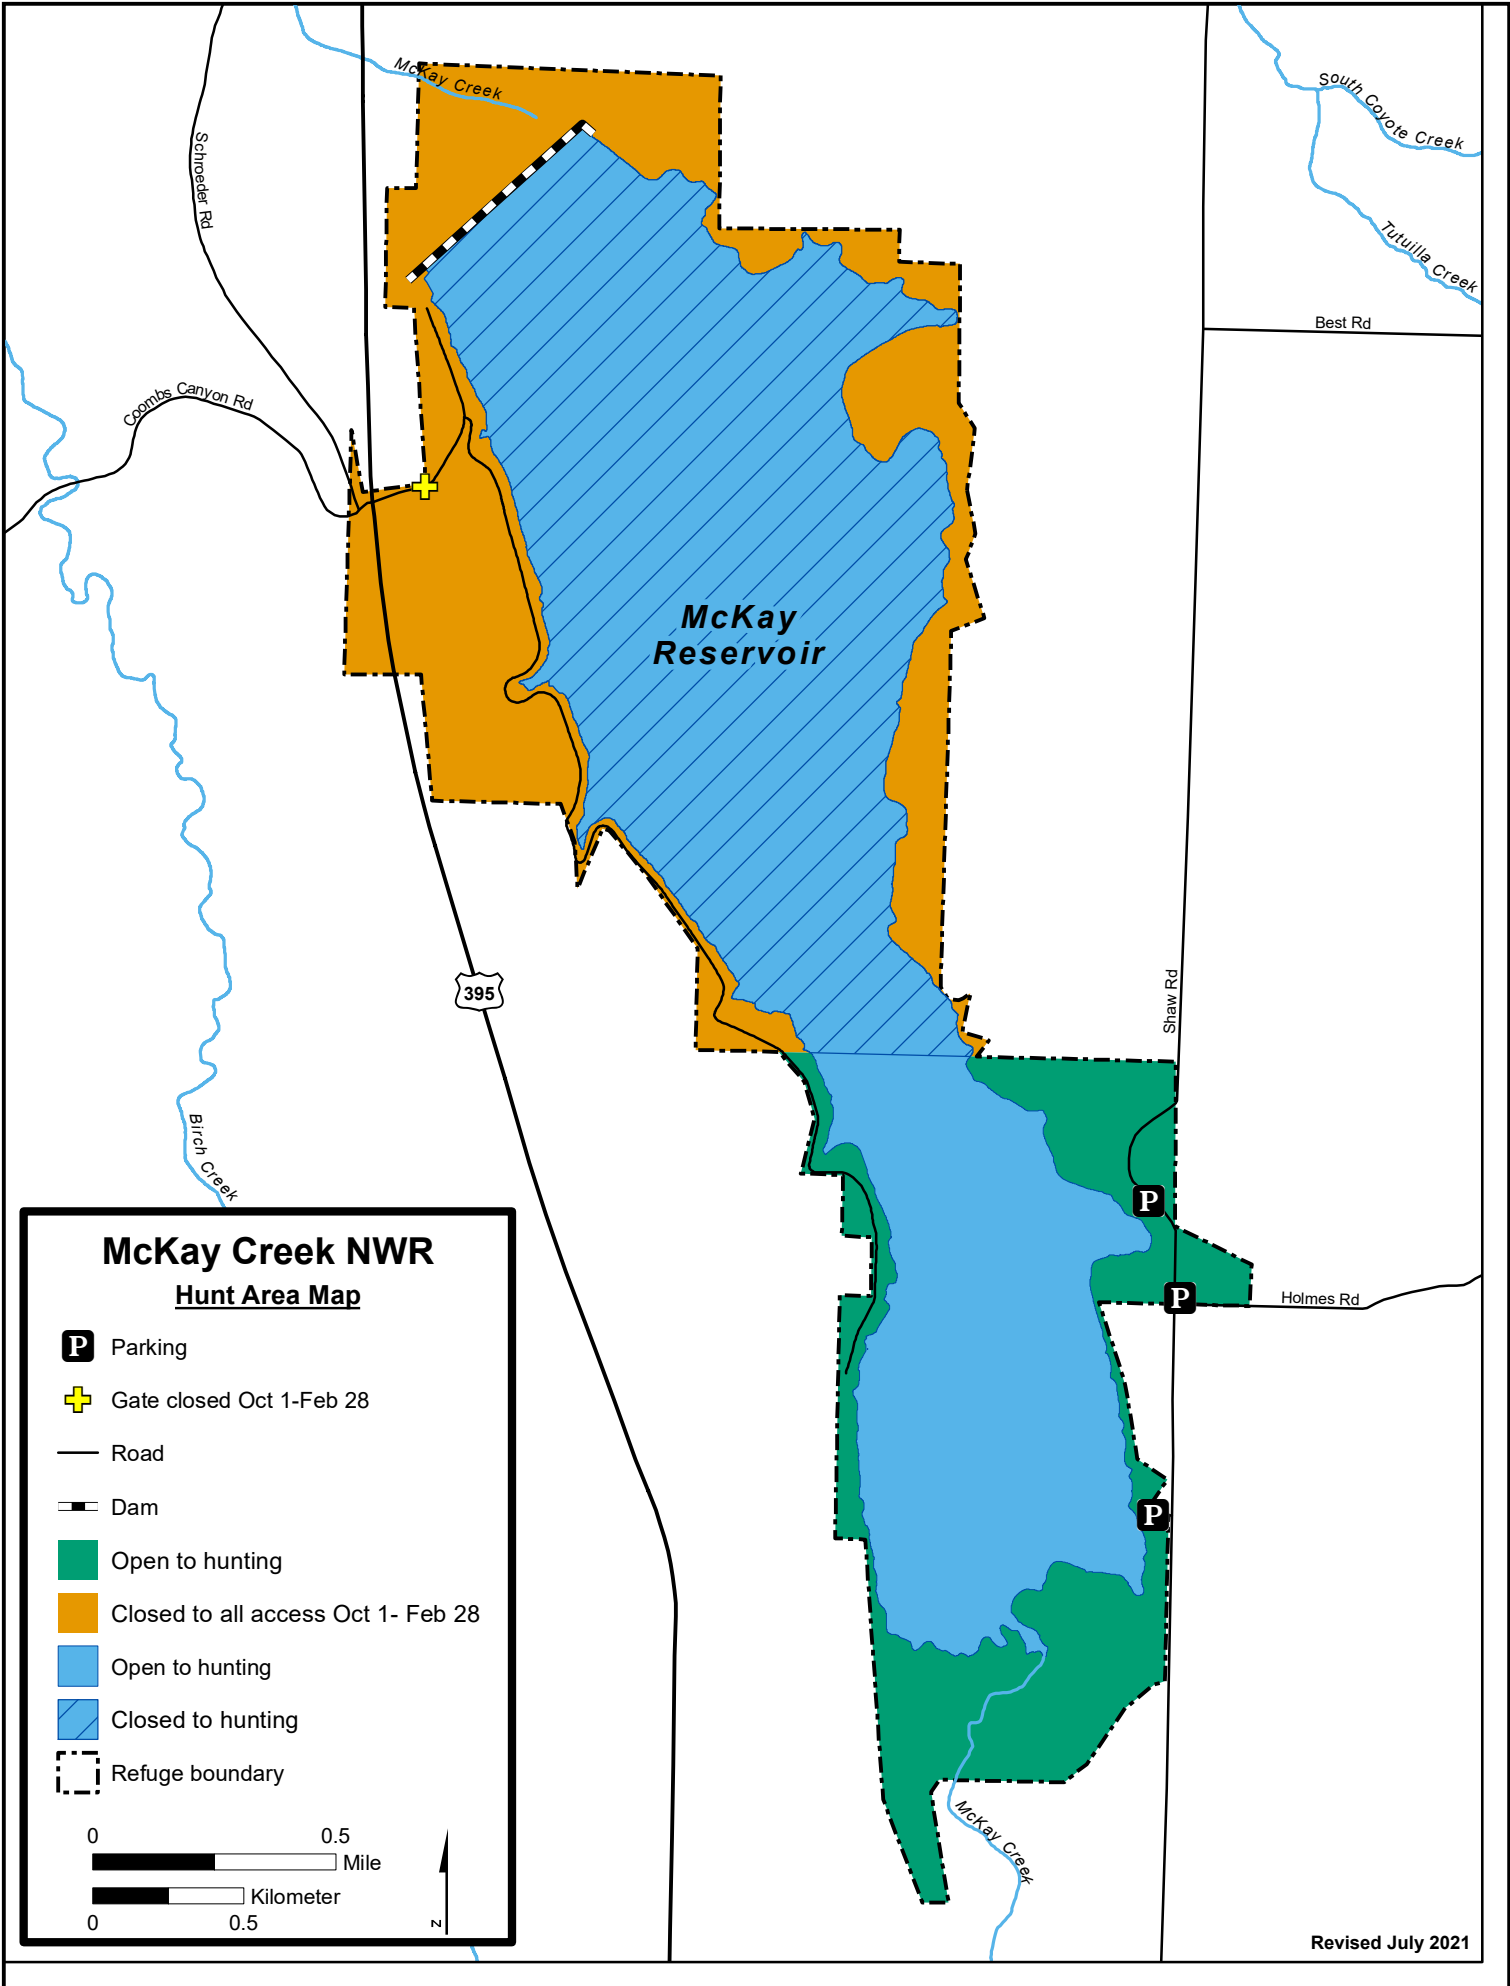 McKay Creek
South Coyote Creek
Schroeder Rd
Tutuilla Creek
Best Rd
Coombs Canyon Rd
McKay
Reservoir
395
Shaw Rd
Birch Creek
P
P
Holmes Rd
P
McKay Creek
McKay Creek NWR
Hunt Area Map
P Parking
Gate closed Oct 1-Feb 28
Road
Dam
Open to hunting
Closed to all access Oct 1- Feb 28
Open to hunting
Closed to hunting
Refuge boundary
0 0.5
Mile
Kilometer
0 0.5
N
Revised July 2021